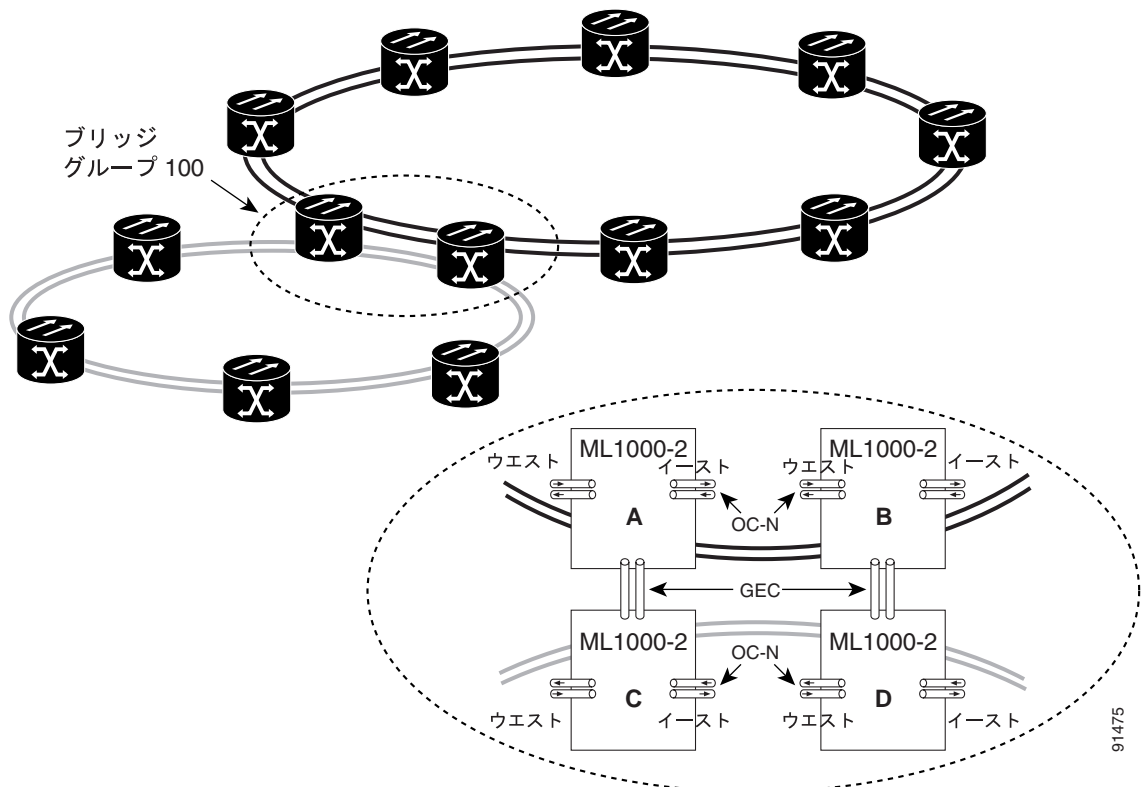 ブリッジ
グループ 100
ML1000-2
ML1000-2
ウエスト
イースト
ウエスト
イースト
A
OC-N
B
GEC
ML1000-2
ML1000-2
OC-N
C
D
ウエスト
イースト
ウエスト
イースト
91475